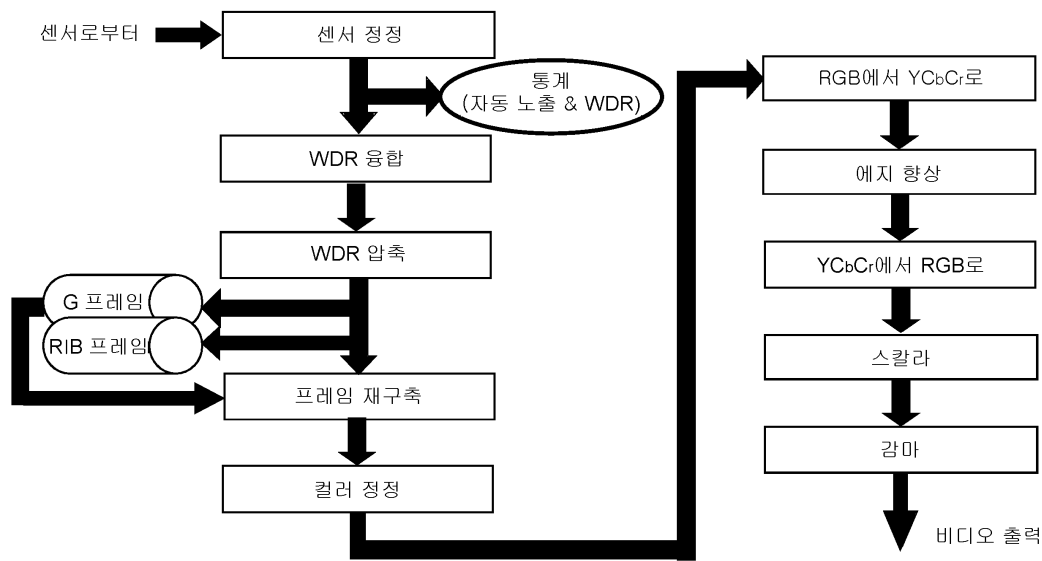 센서로부터
센서 정정
통계
(자동 노출 & WDR)
WDR 융합
WDR 압축
G 프레임
RIB 프레임
프레임 재구축
컬러 정정
RGB에서 YCbCr로
에지 향상
YCbCr에서 RGB로
스칼라
감마
비디오 출력